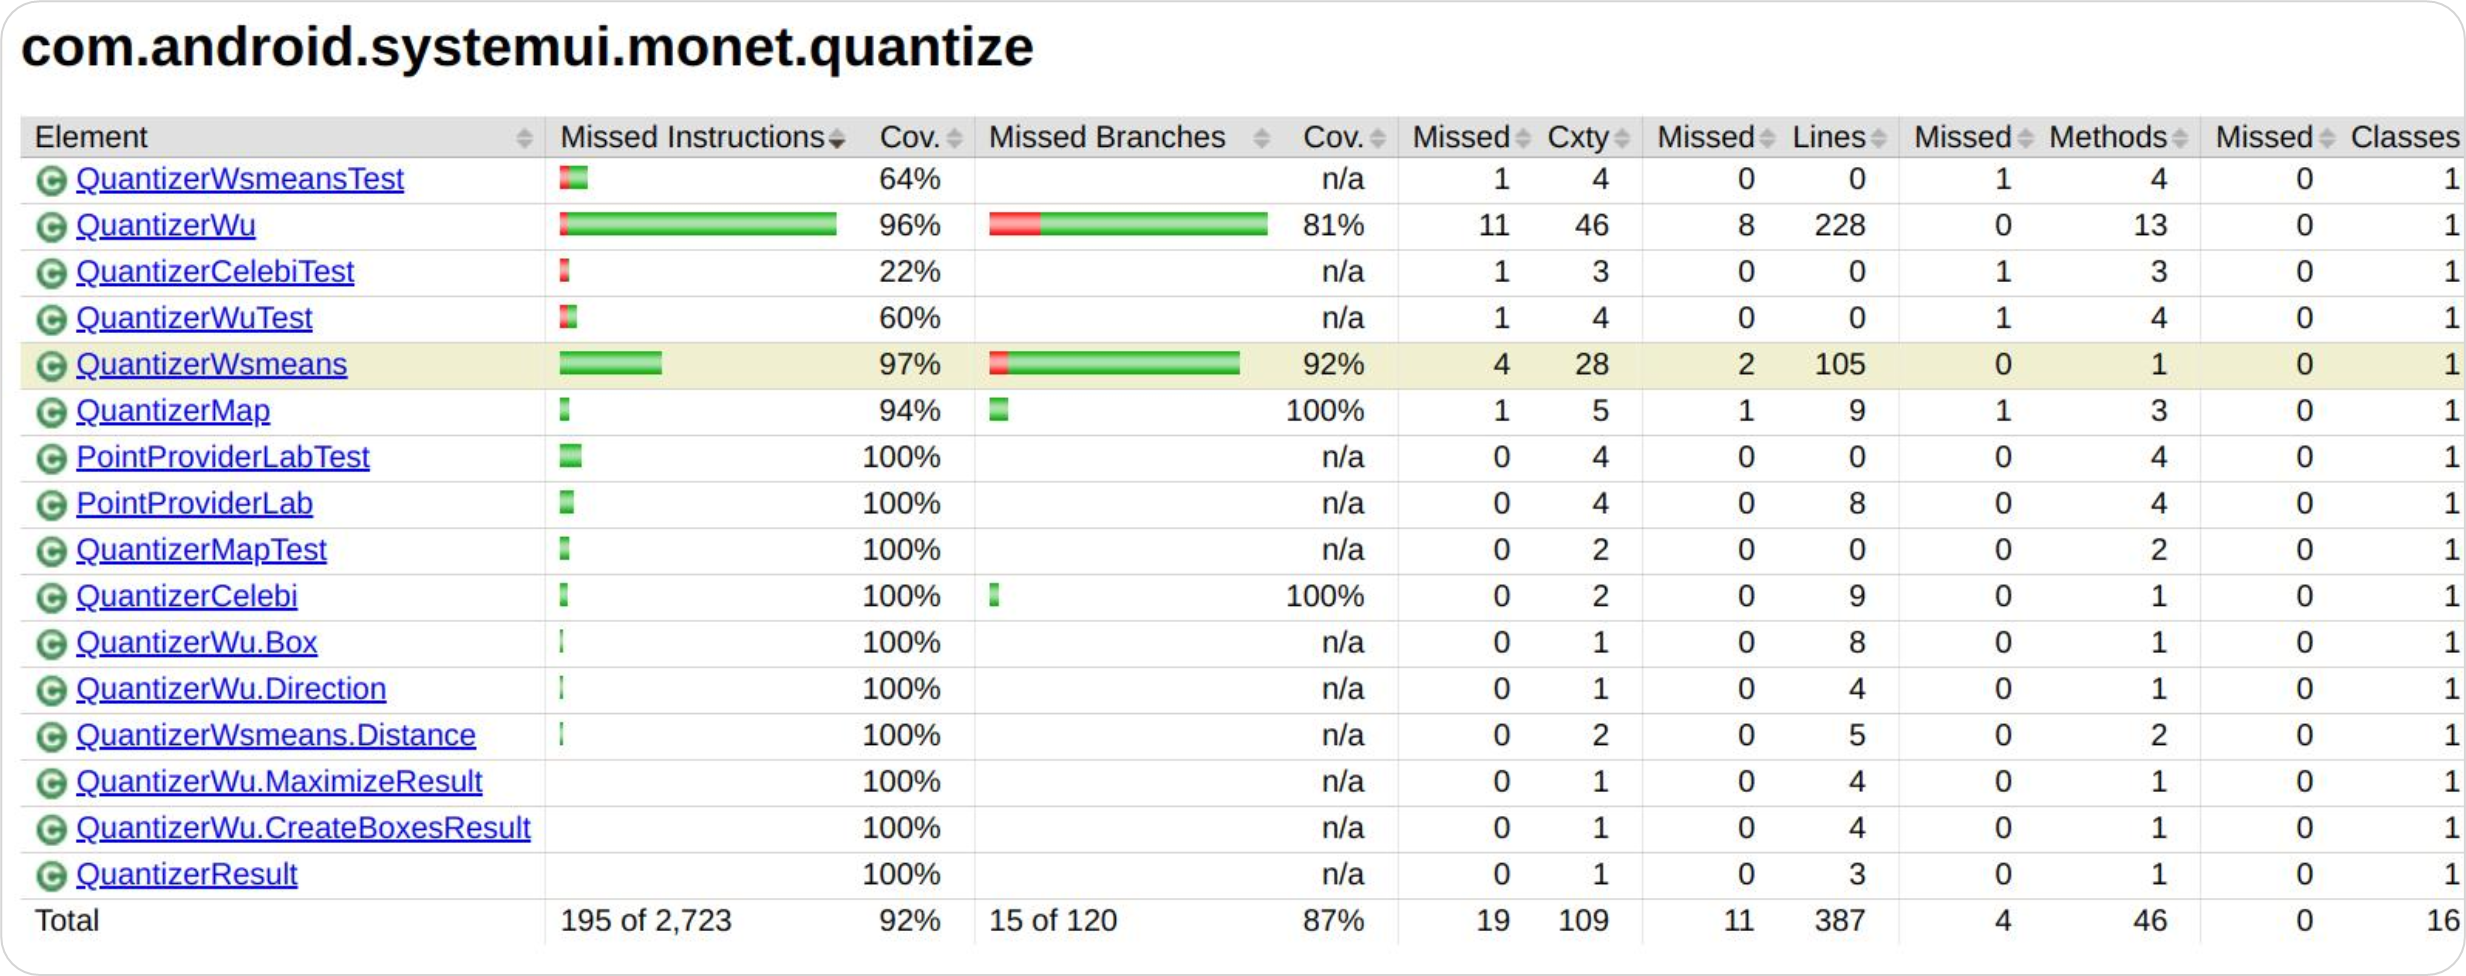 com.android.systemui.monet.quantize
Element Missed Instructions Cov. Missed Branches Cov. Missed Cxty Missed Lines Missed Methods Missed Classes
QuantizerWsmeansTest 64% n/a 1 4 0 0 1 4 0 1
QuantizerWu 96% 81% 11 46 8 228 0 13 0 1
QuantizerCelebiTest 22% n/a 1 3 0 0 1 3 0 1
QuantizerWuTest 60% n/a 1 4 0 0 1 4 0 1
QuantizerWsmeans 97% 92% 4 28 2 105 0 1 0 1
QuantizerMap 94% 100% 1 5 1 9 1 3 0 1
PointProviderLabTest 100% n/a 0 4 0 0 0 4 0 1
PointProviderLab 100% n/a 0 4 0 8 0 4 0 1
QuantizerMapTest 100% n/a 0 2 0 0 0 2 0 1
QuantizerCelebi 100% 100% 0 2 0 9 0 1 0 1
QuantizerWu.Box 100% n/a 0 1 0 8 0 1 0 1
QuantizerWu.Direction 100% n/a 0 1 0 4 0 1 0 1
QuantizerWsmeans.Distance 100% n/a 0 2 0 5 0 2 0 1
QuantizerWu.MaximizeResult 100% n/a 0 1 0 4 0 1 0 1
QuantizerWu.CreateBoxesResult 100% n/a 0 1 0 4 0 1 0 1
QuantizerResult 100% n/a 0 1 0 3 0 1 0 1
Total 195 of 2,723 92% 15 of 120 87% 19 109 11 387 4 46 0 16